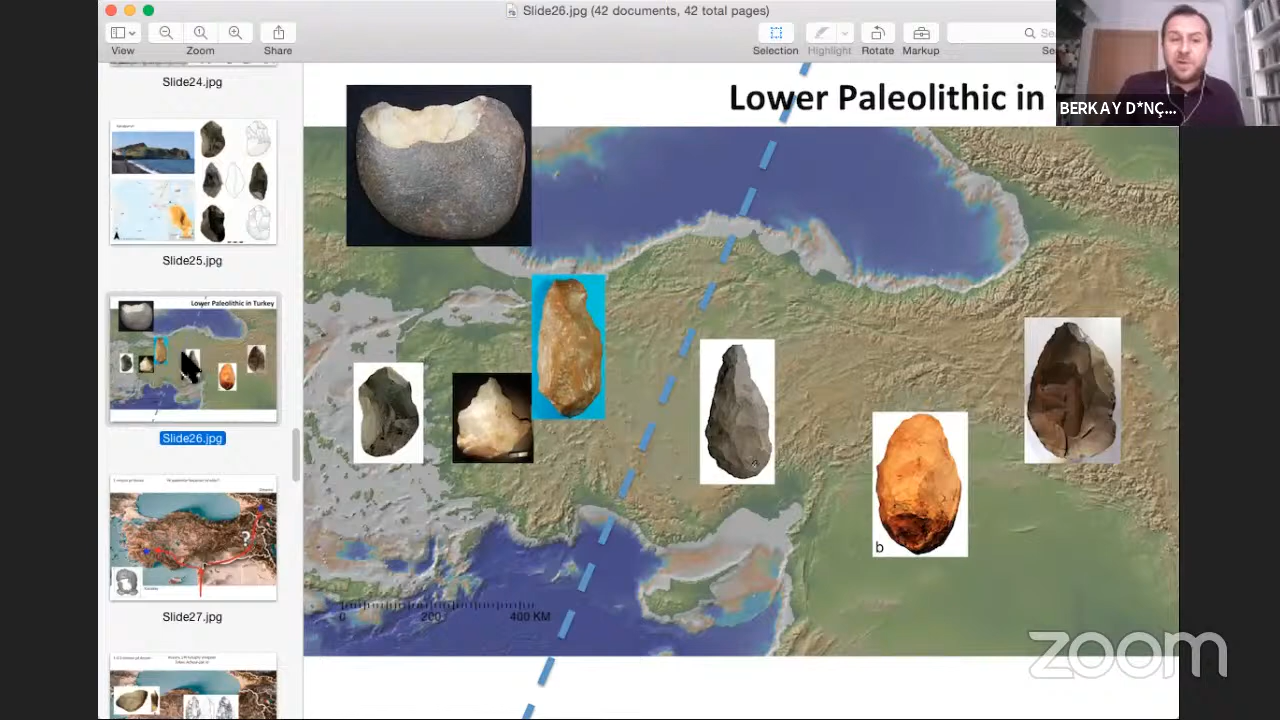 Slide26.jpg (42 documents, 42 total pages)
View
Zoom
Share
Selection
Highlight
Rotate
Markup
BERKAY D*NÇ...
Lower Paleolithic in
Slide24.jpg
Slide25.jpg
Lower Paleolithic in Turkey
Slide26.jpg
?
Slide27.jpg
b
0 200 400 KM
zoom